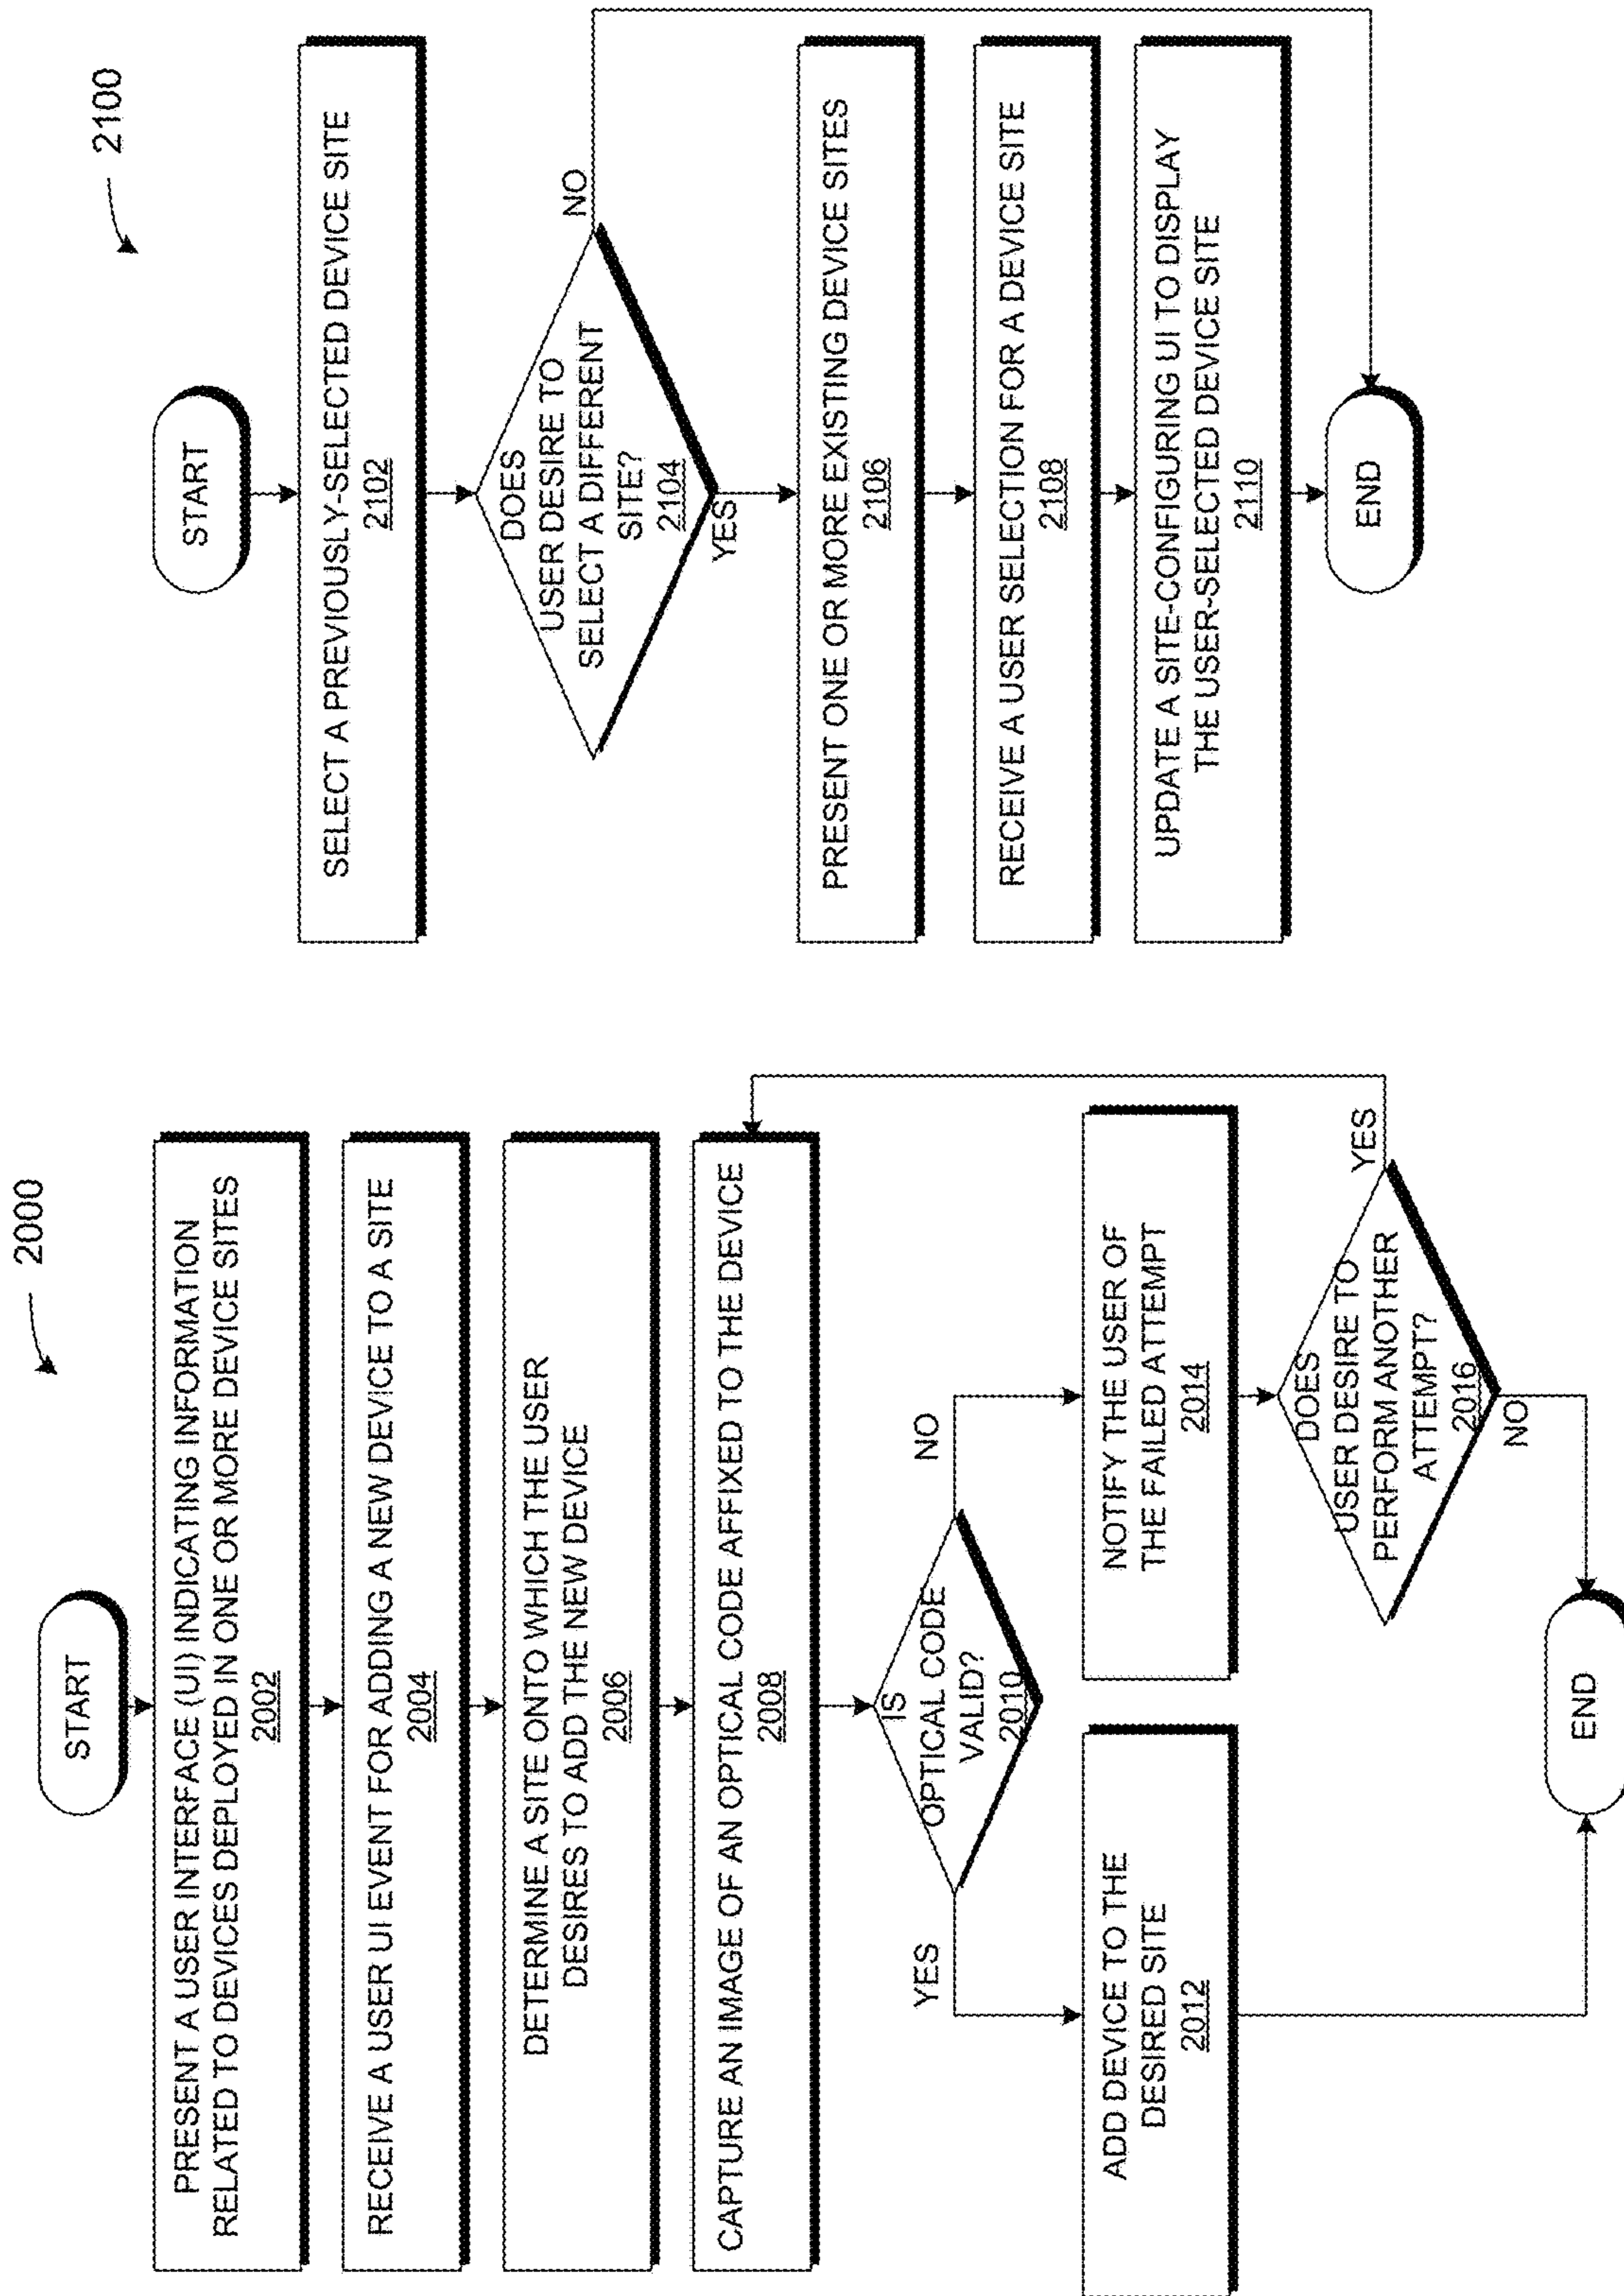 2000
START
PRESENT A USER INTERFACE (UI) INDICATING INFORMATION
RELATED TO DEVICES DEPLOYED IN ONE OR MORE DEVICE SITES
2002
RECEIVE A USER UI EVENT FOR ADDING A NEW DEVICE TO A SITE
2004
DETERMINE A SITE ONTO WHICH THE USER
DESIRES TO ADD THE NEW DEVICE
2006
CAPTURE AN IMAGE OF AN OPTICAL CODE AFFIXED TO THE DEVICE
2008
IS
OPTICAL CODE
VALID?
2010
YES
NO
ADD DEVICE TO THE
DESIRED SITE
2012
NOTIFY THE USER OF
THE FAILED ATTEMPT
2014
DOES
USER DESIRE TO
PERFORM ANOTHER
ATTEMPT?
2016
YES
NO
END
2100
START
SELECT A PREVIOUSLY-SELECTED DEVICE SITE
2102
DOES
USER DESIRE TO
SELECT A DIFFERENT
SITE?
2104
NO
YES
PRESENT ONE OR MORE EXISTING DEVICE SITES
2106
RECEIVE A USER SELECTION FOR A DEVICE SITE
2108
UPDATE A SITE-CONFIGURING UI TO DISPLAY
THE USER-SELECTED DEVICE SITE
2110
END